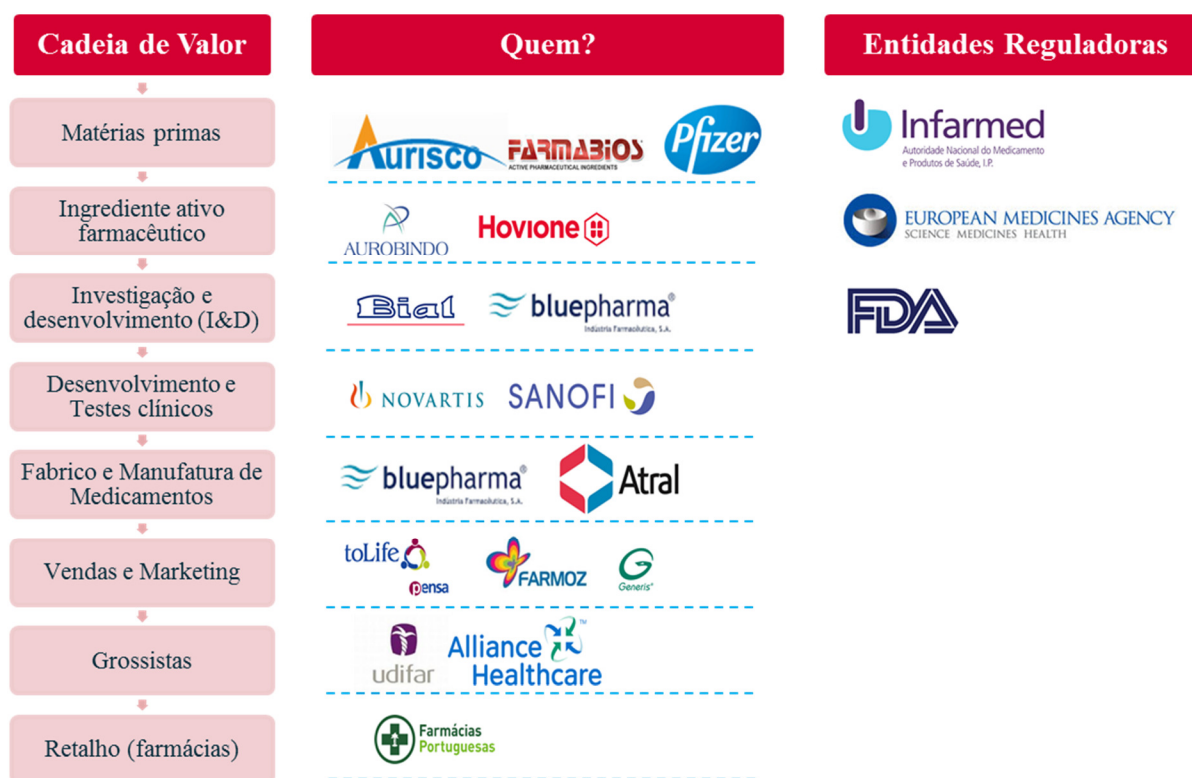 Cadeia de Valor
Quem?
Entidades Reguladoras
Matérias primas
Aurisco
FARMABIOS
ACTIVE PHARMACEUTICAL INGREDIENTS
Pfizer
Infarmed
Autoridade Nacional do Medicamento
e Produtos de Saúde, I.P.
Ingrediente ativo
farmacêutico
AUROBINDO
Hovione
EUROPEAN MEDICINES AGENCY
SCIENCE MEDICINES HEALTH
Investigação e
desenvolvimento (I&D)
Bial
bluepharma®
Indústria Farmacêutica, S.A.
FDA
Desenvolvimento e
Testes clínicos
NOVARTIS
SANOFI
Fabrico e Manufatura de
Medicamentos
bluepharma®
Indústria Farmacêutica, S.A.
Atral
Vendas e Marketing
toLife
pensa
FARMOZ
Generis®
Grossistas
udifar
Alliance
Healthcare
TM
Retalho (farmácias)
Farmácias
Portuguesas